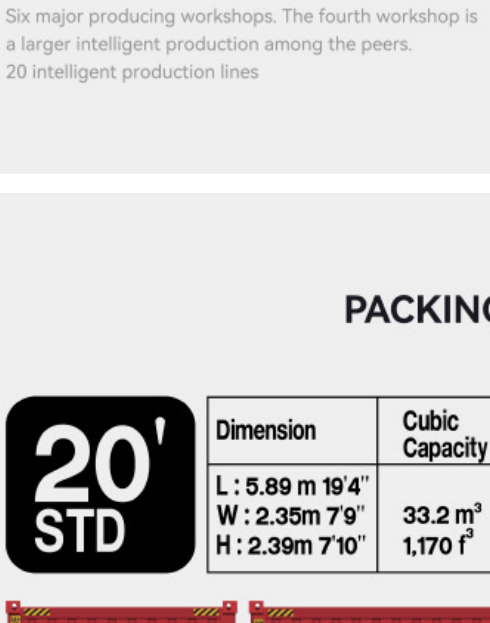 Six major producing workshops. The fourth workshop is
a larger intelligent production among the peers.
20 intelligent production lines
PACKING
20'
STD
Dimension
Cubic
Capacity
L : 5.89 m 19'4"
W : 2.35m 7'9"
H : 2.39m 7'10"
33.2 m³
1,170 f³